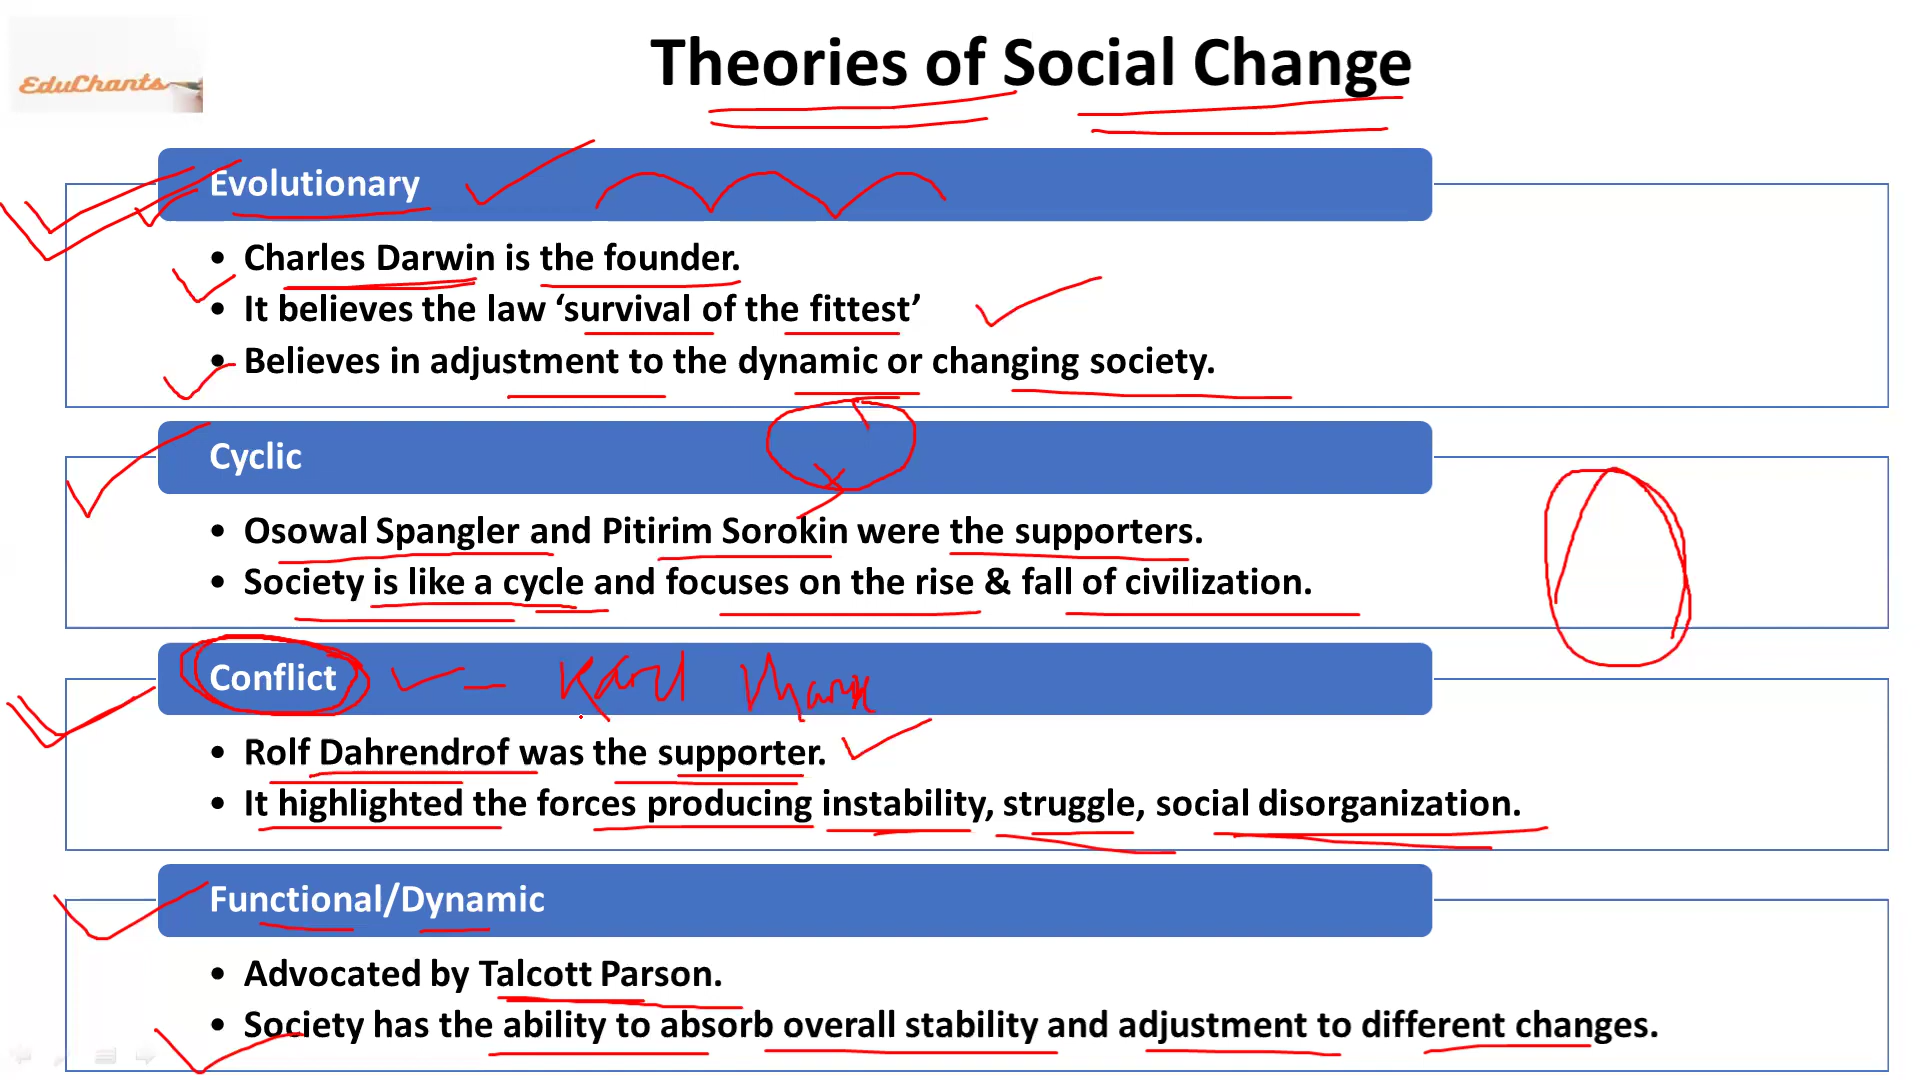 EduChants
Theories of Social Change
Evolutionary
• Charles Darwin is the founder.
• It believes the law ‘survival of the fittest’
• Believes in adjustment to the dynamic or changing society.
Cyclic
• Osowal Spangler and Pitirim Sorokin were the supporters.
• Society is like a cycle and focuses on the rise & fall of civilization.
Conflict – Karl Marx
• Rolf Dahrendrof was the supporter.
• It highlighted the forces producing instability, struggle, social disorganization.
Functional/Dynamic
• Advocated by Talcott Parson.
• Society has the ability to absorb overall stability and adjustment to different changes.